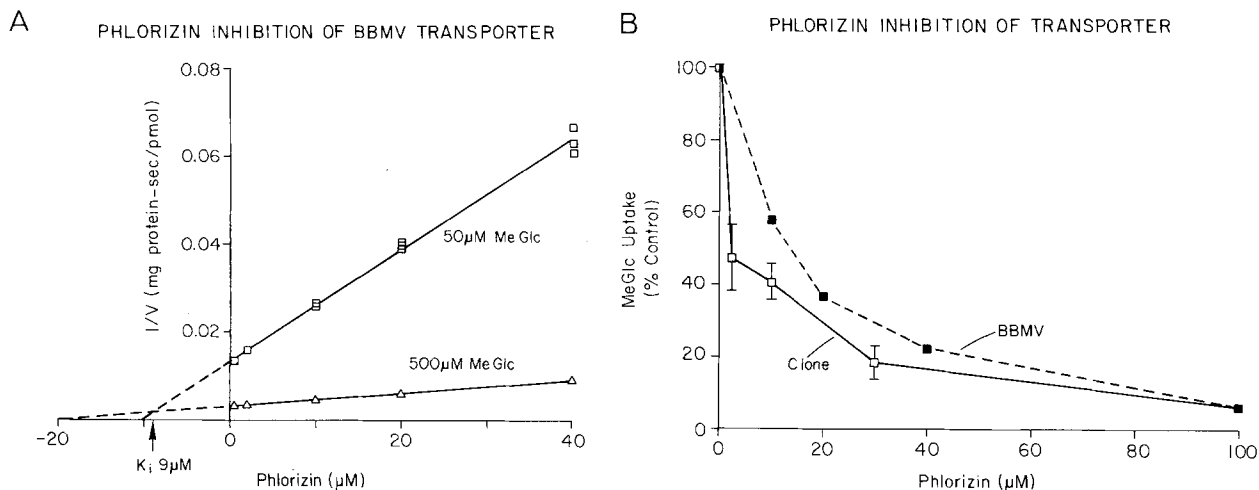 A
PHLORIZIN INHIBITION OF BBMV TRANSPORTER
I/V (mg protein-sec/pmol)
0.08
0.06
0.04
0.02
50µM MeGlc
500µM MeGlc
-20
0
20
40
Ki 9µM
Phlorizin (µM)
B
PHLORIZIN INHIBITION OF TRANSPORTER
MeGlc Uptake
(% Control)
100
80
60
40
20
0
BBMV
Clone
0
20
40
60
80
100
Phlorizin (µM)